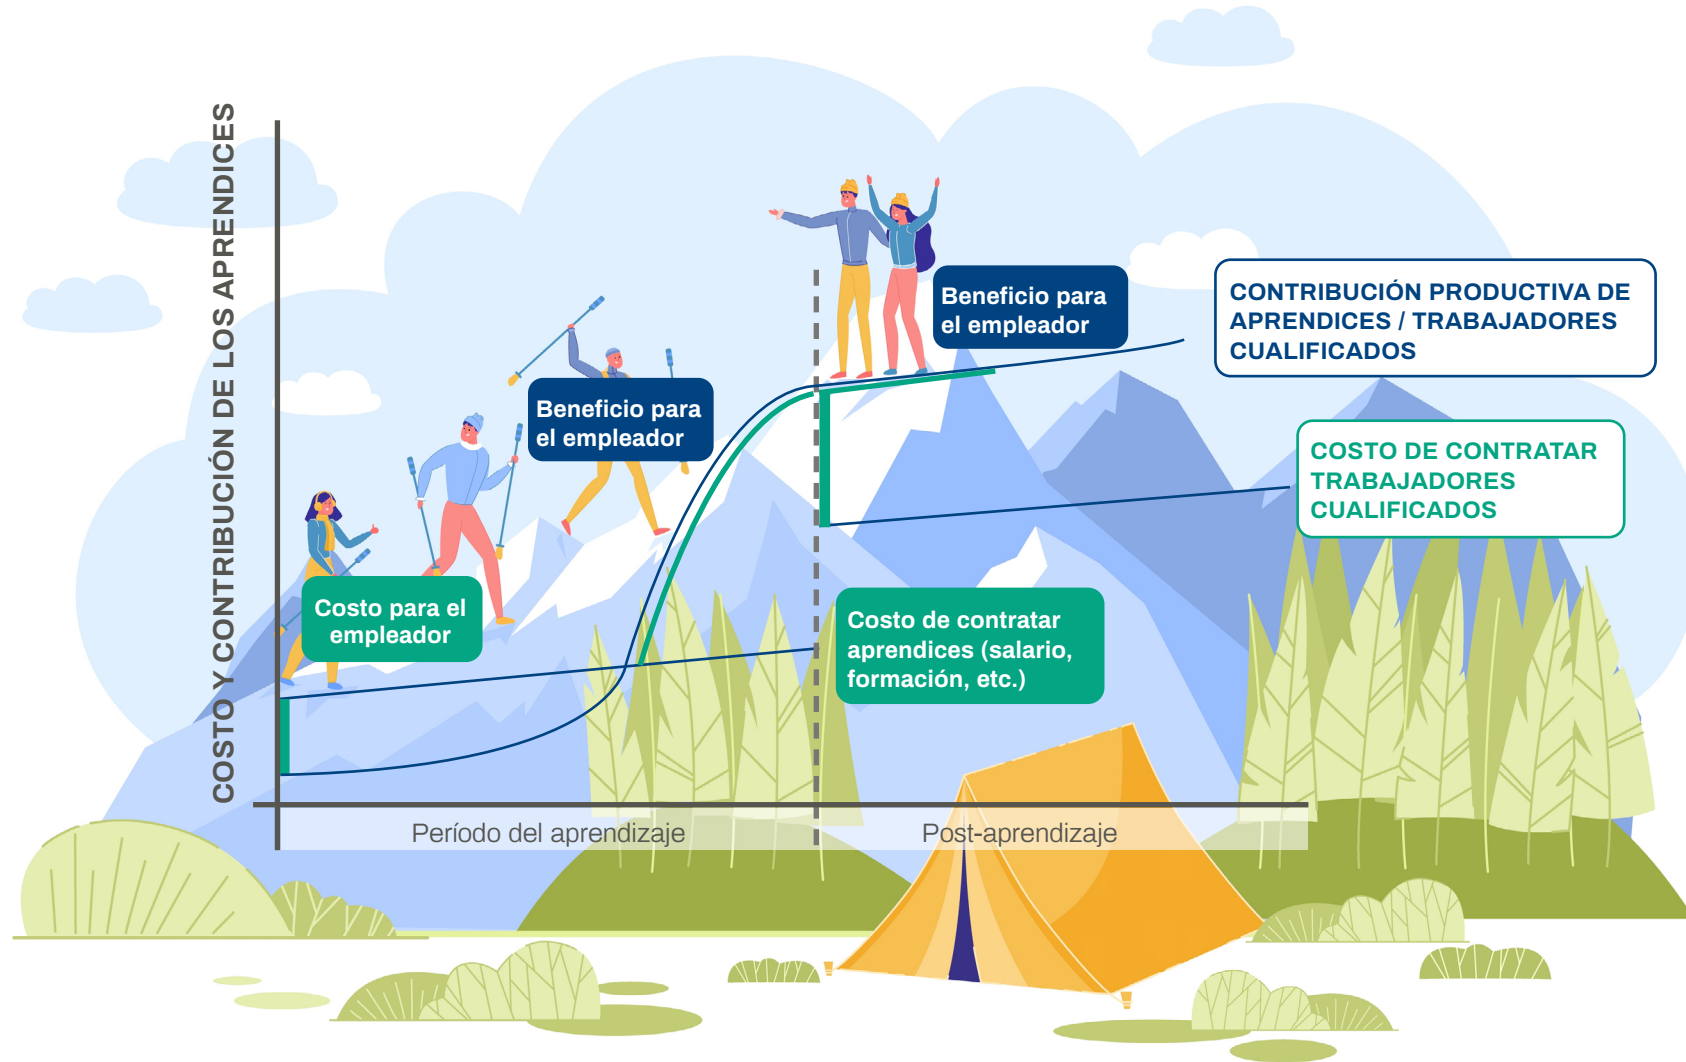 COSTO Y CONTRIBUCIÓN DE LOS APRENDICES
Beneficio para
el empleador
CONTRIBUCIÓN PRODUCTIVA DE
APRENDICES / TRABAJADORES
CUALIFICADOS
Beneficio para
el empleador
COSTO DE CONTRATAR
TRABAJADORES
CUALIFICADOS
Costo para el
empleador
Costo de contratar
aprendices (salario,
formación, etc.)
Período del aprendizaje
Post-aprendizaje